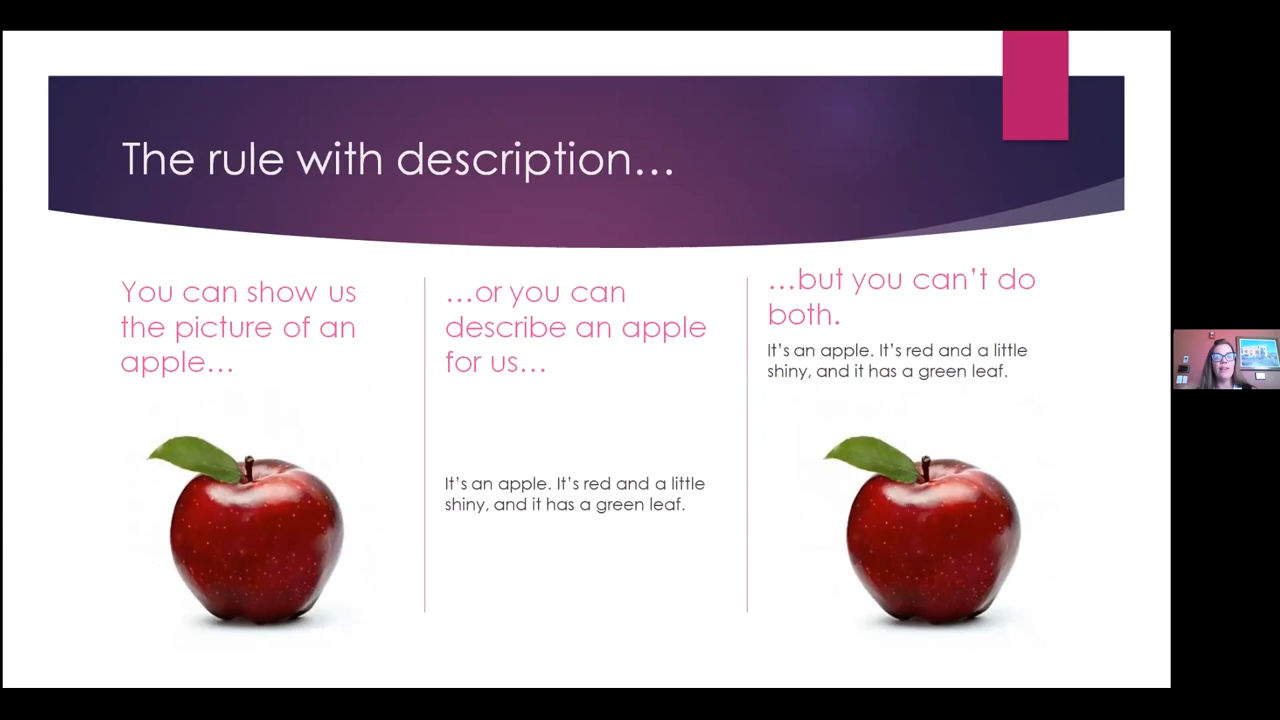 The rule with description…
You can show us
the picture of an
apple…
…or you can
describe an apple
for us…
It’s an apple. It’s red and a little
shiny, and it has a green leaf.
…but you can’t do
both.
It’s an apple. It’s red and a little
shiny, and it has a green leaf.